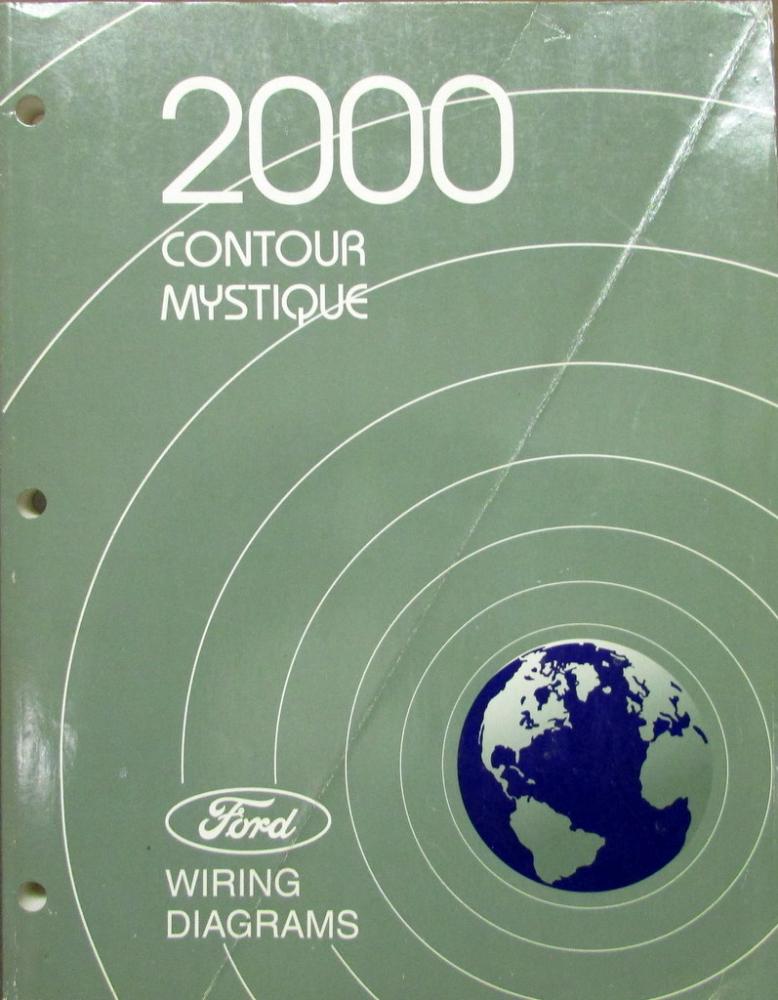 2000
CONTOUR
MYSTIQUE
Ford
WIRING
DIAGRAMS